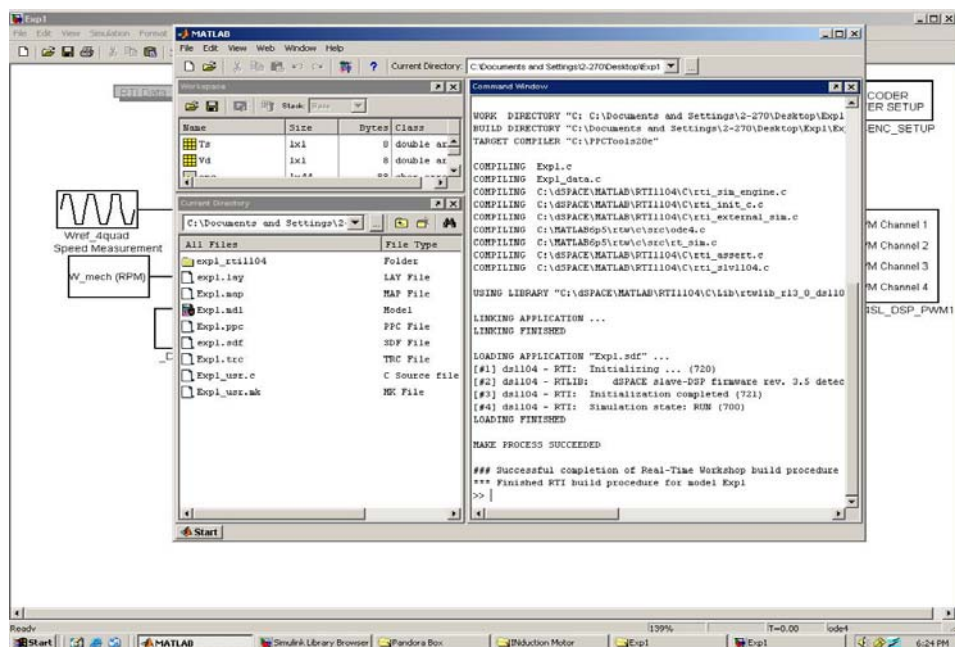 Exp1
File Edit View Simulation Format
RTI Data
MATLAB
File Edit View Web Window Help
? Current Directory: C:\Documents and Settings\2-270\Desktop\Exp1
Workspace
Stack: Base
Name Size Bytes Class
Ts 1x1 8 double ar
Vd 1x1 8 double ar
Current Directory
C:\Documents and Settings\2-
All Files File Type
exp1_rti1104 Folder
exp1.lay LAY File
Exp1.map MAP File
Exp1.mdl Model
Exp1.ppc PPC File
exp1.sdf SDF File
Exp1.trc TRC File
Exp1_usr.c C Source file
Exp1_usr.mk MK File
Command Window
WORK DIRECTORY "C: C:\Documents and Settings\2-270\Desktop\Exp1
BUILD DIRECTORY "C:\Documents and Settings\2-270\Desktop\Exp1\Ex
TARGET COMPILER "C:\PPCTools20e"
COMPILING Exp1.c
COMPILING Exp1_data.c
COMPILING C:\dSPACE\MATLAB\RTI1104\C\rti_sim_engine.c
COMPILING C:\dSPACE\MATLAB\RTI1104\C\rti_init_c.c
COMPILING C:\dSPACE\MATLAB\RTI1104\C\rti_external_sim.c
COMPILING C:\MATLAB6p5\rtw\c\src\ode4.c
COMPILING C:\MATLAB6p5\rtw\c\src\rt_sim.c
COMPILING C:\dSPACE\MATLAB\RTI1104\C\rti_assert.c
COMPILING C:\dSPACE\MATLAB\RTI1104\C\rti_slv1104.c
USING LIBRARY "C:\dSPACE\MATLAB\RTI1104\C\Lib\rtwlib_r13_0_ds110
LINKING APPLICATION ...
LINKING FINISHED
LOADING APPLICATION "Exp1.sdf" ...
[#1] ds1104 - RTI: Initializing ... (720)
[#2] ds1104 - RTLIB: dSPACE slave-DSP firmware rev. 3.5 detec
[#3] ds1104 - RTI: Initialization completed (721)
[#4] ds1104 - RTI: Simulation state: RUN (700)
LOADING FINISHED
MAKE PROCESS SUCCEEDED
### Successful completion of Real-Time Workshop build procedure
*** Finished RTI build procedure for model Exp1
>>
Start
Wref_4quad
Speed Measurement
W_mech (RPM)
_D
CODER
ER SETUP
ENC_SETUP
M Channel 1
M Channel 2
M Channel 3
M Channel 4
SL_DSP_PWM1
Ready 139% T=0.00 ode4
Start MATLAB Simulink Library Browser Pandora Box INduction Motor Exp1 Exp1 6:24 PM